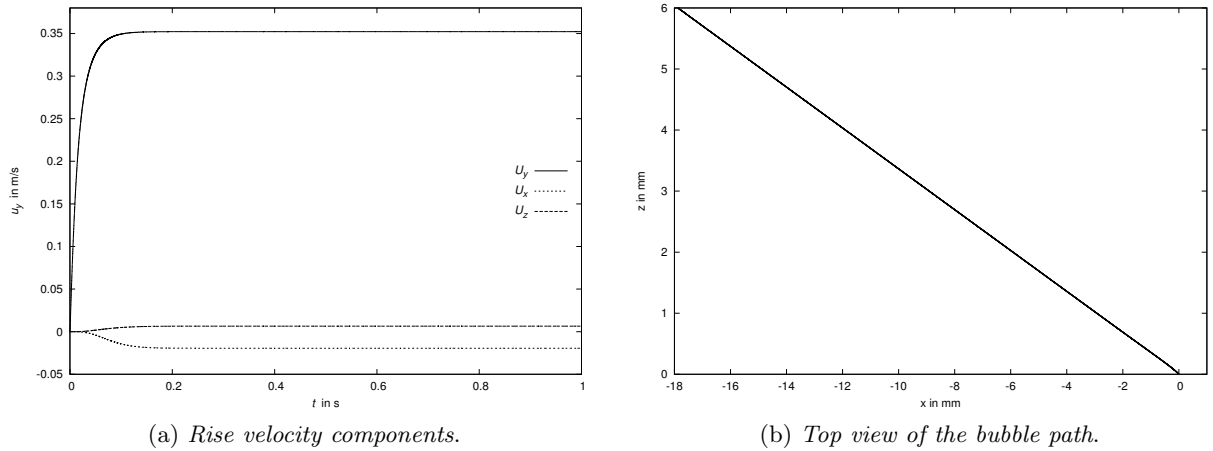 0.35
0.3
0.25
0.2
0.15
0.1
0.05
0
-0.05
u_y in m/s
U_y
U_x
U_z
0 0.2 0.4 0.6 0.8 1
t in s
(a) Rise velocity components.
6
5
4
3
2
1
0
z in mm
-18 -16 -14 -12 -10 -8 -6 -4 -2 0
x in mm
(b) Top view of the bubble path.